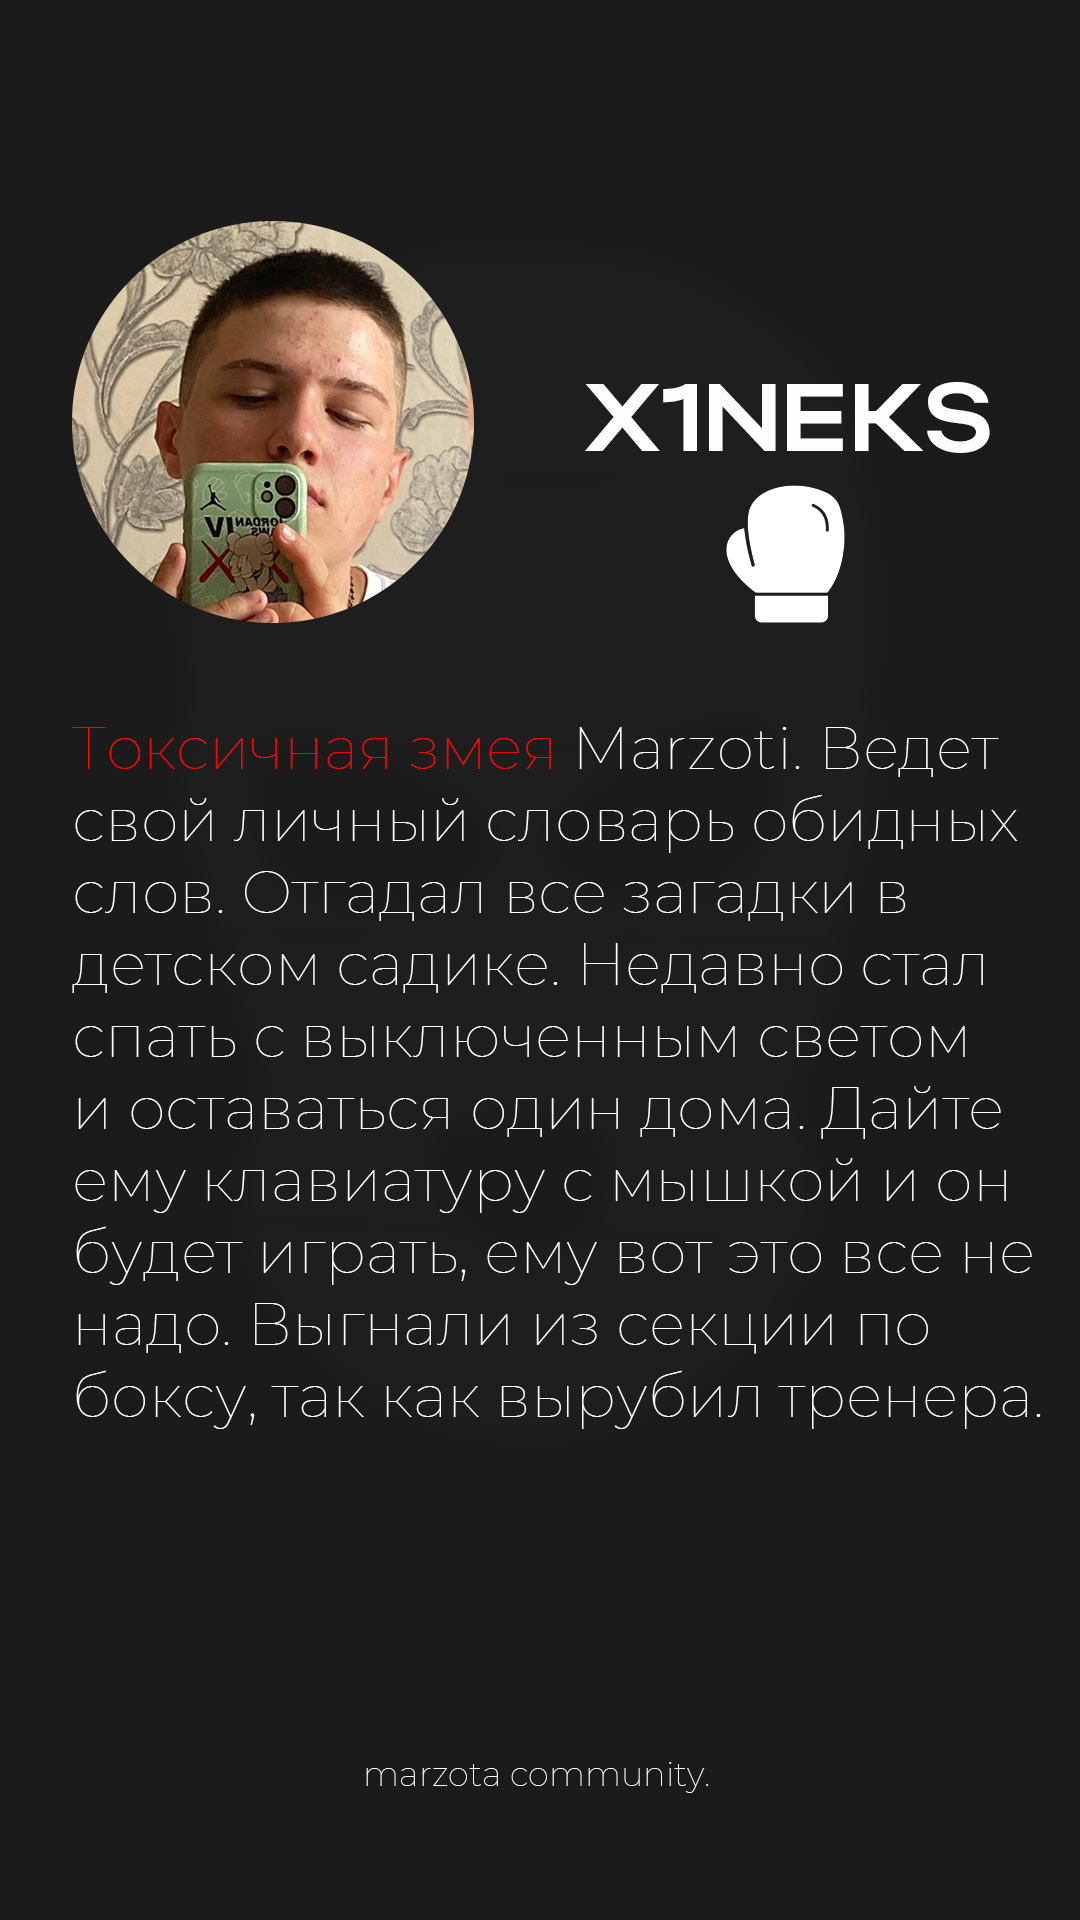 X1NEKS
JORDAN
VI
Токсичная змея Marzoti. Ведет
свой личный словарь обидных
слов. Отгадал все загадки в
детском садике. Недавно стал
спать с выключенным светом
и оставаться один дома. Дайте
ему клавиатуру с мышкой и он
будет играть, ему вот это все не
надо. Выгнали из секции по
боксу, так как вырубил тренера.
marzota community.